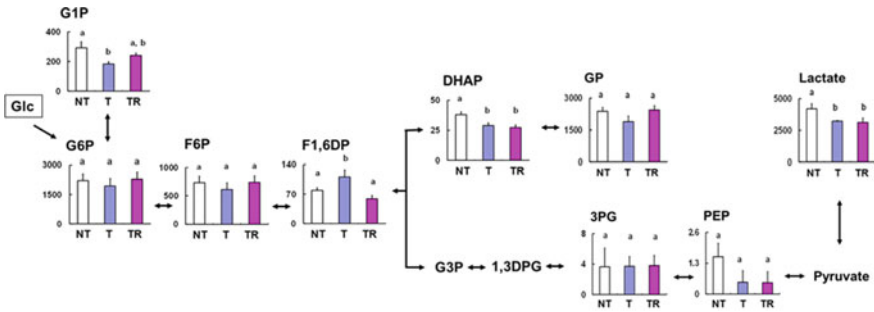 G1P
400
200
0
a
b
a, b
NT T TR
Glc
G6P
3000
1500
0
a a a
NT T TR
F6P
1000
500
0
a a a
NT T TR
F1,6DP
140
70
0
a b a
NT T TR
DHAP
50
25
0
a b b
NT T TR
GP
3000
1500
0
a a a
NT T TR
Lactate
5000
2500
0
a b b
NT T TR
G3P
1,3DPG
3PG
8
4
0
a a a
NT T TR
PEP
2.6
1.3
0
a a a
NT T TR
Pyruvate